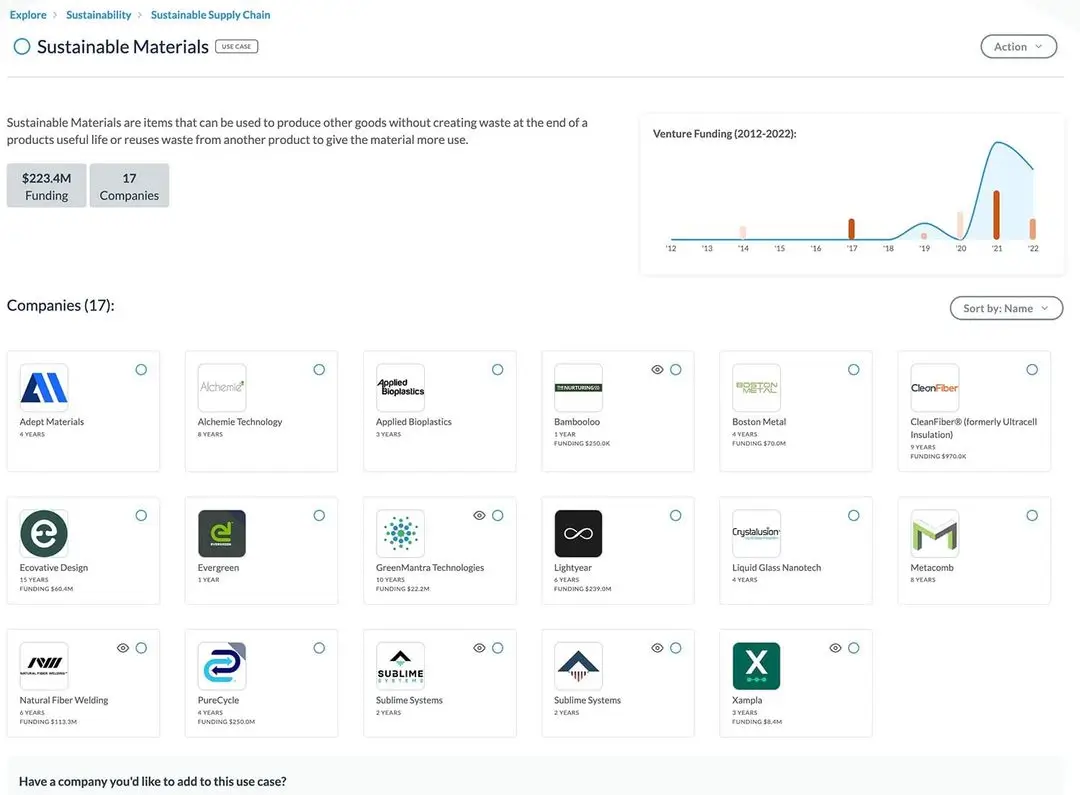 Explore > Sustainability > Sustainable Supply Chain
Sustainable Materials USE CASE
Action
Sustainable Materials are items that can be used to produce other goods without creating waste at the end of a
products useful life or reuses waste from another product to give the material more use.
$223.4M
Funding
17
Companies
Venture Funding (2012-2022):
'12 '13 '14 '15 '16 '17 '18 '19 '20 '21 '22
Companies (17):
Sort by: Name
Adept Materials
4 YEARS
Alchemie
Alchemie Technology
8 YEARS
Applied
Bioplastics
Applied Bioplastics
3 YEARS
THE NURTURING CO
Bambooloo
1 YEAR
FUNDING $250.0K
BOSTON
METAL
Boston Metal
4 YEARS
FUNDING $70.0M
CleanFiber
CleanFiber® (formerly Ultracell
Insulation)
9 YEARS
FUNDING $970.0K
Ecovative Design
15 YEARS
FUNDING $60.4M
EVERGREEN
Evergreen
1 YEAR
GreenMantra Technologies
10 YEARS
FUNDING $22.2M
Lightyear
6 YEARS
FUNDING $239.0M
Crystalusion
Liquid Glass Nanotech
4 YEARS
Metacomb
8 YEARS
NATURAL FIBER WELDING
Natural Fiber Welding
6 YEARS
FUNDING $113.3M
PureCycle
4 YEARS
FUNDING $250.0M
SUBLIME
SYSTEMS
Sublime Systems
2 YEARS
Sublime Systems
2 YEARS
X
Xampla
3 YEARS
FUNDING $8.4M
Have a company you'd like to add to this use case?